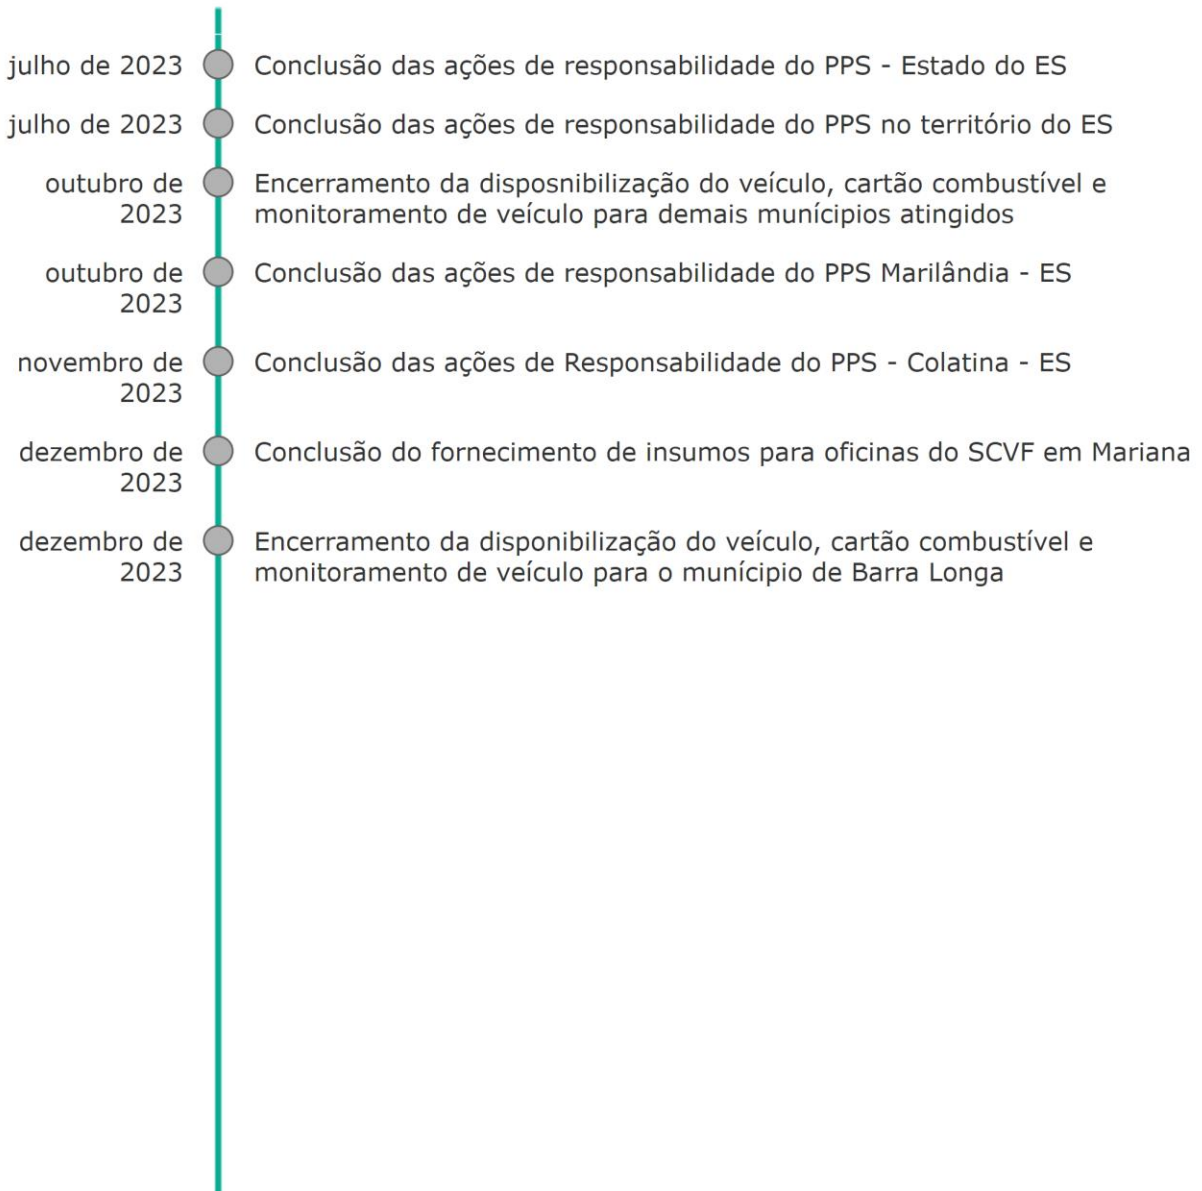 julho de 2023 Conclusão das ações de responsabilidade do PPS - Estado do ES
julho de 2023 Conclusão das ações de responsabilidade do PPS no território do ES
outubro de Encerramento da disposnibilização do veículo, cartão combustível e
2023 monitoramento de veículo para demais munícipios atingidos
outubro de Conclusão das ações de responsabilidade do PPS Marilândia - ES
2023
novembro de Conclusão das ações de Responsabilidade do PPS - Colatina - ES
2023
dezembro de Conclusão do fornecimento de insumos para oficinas do SCVF em Mariana
2023
dezembro de Encerramento da disponibilização do veículo, cartão combustível e
2023 monitoramento de veículo para o munícipio de Barra Longa